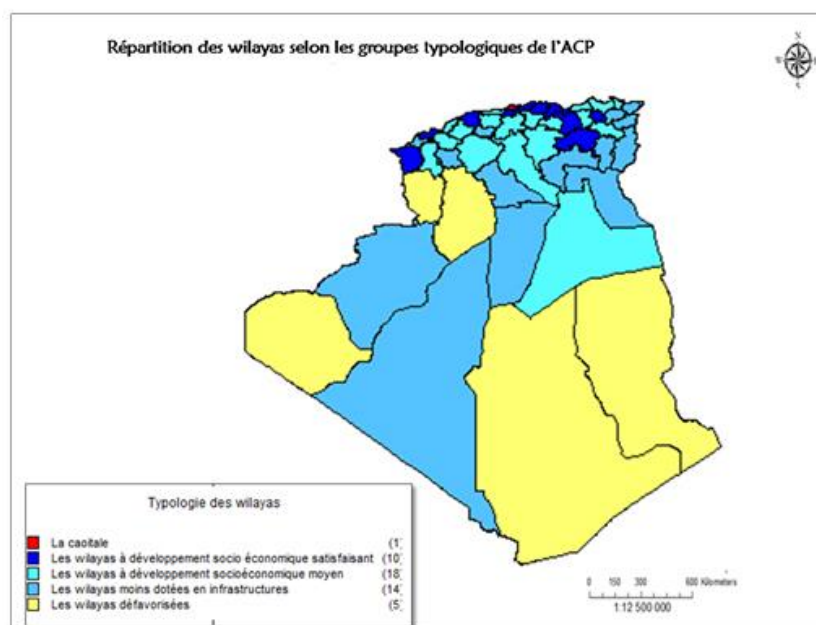 Répartition des wilayas selon les groupes typologiques de l'ACP
N
W E
S
Typologie des wilayas
La caoitale (1)
Les wilayas à développement socio économique satisfaisant (10)
Les wilayas à développement socioéconomique moyen (18)
Les wilayas moins dotées en infrastructures (14)
Les wilayas défavorisées (5)
0 150 300 600 Kilometers
1:12 500 000